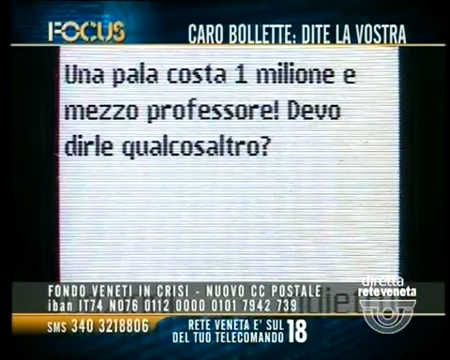 FOCUS
CARO BOLLETTE: DITE LA VOSTRA
Una pala costa 1 milione e
mezzo professore! Devo
dirle qualcosaltro?
diretta
reteveneta
FONDO VENETI IN CRISI - NUOVO CC POSTALE
iban IT74 N076 0112 0000 0101 7942 739
SMS 340 3218806
RETE VENETA E' SUL
DEL TUO TELECOMANDO 18